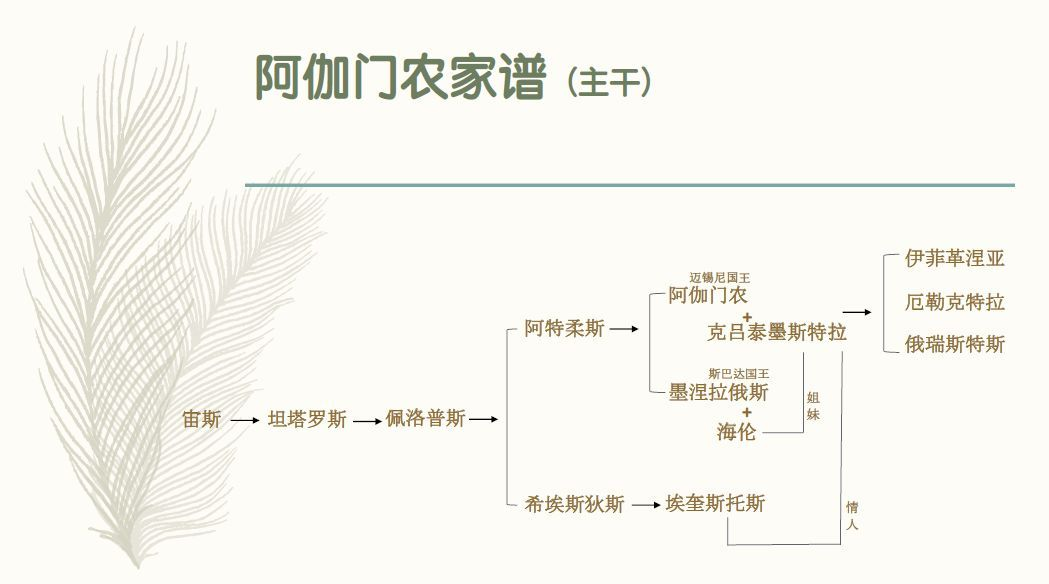 阿伽门农家谱（主干）
伊菲革涅亚
迈锡尼国王
阿伽门农
厄勒克特拉
+
阿特柔斯
克吕泰墨斯特拉
俄瑞斯特斯
斯巴达国王
墨涅拉俄斯
姐妹
+
宙斯
坦塔罗斯
佩洛普斯
海伦
希埃斯狄斯
埃奎斯托斯
情人